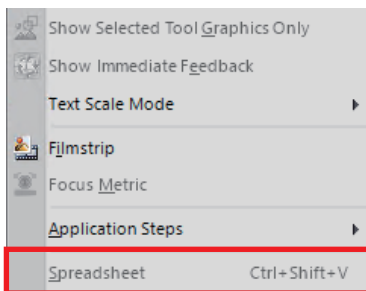 Show Selected Tool Graphics Only
Show Immediate Feedback
Text Scale Mode
Filmstrip
Focus Metric
Application Steps
Spreadsheet Ctrl+Shift+V